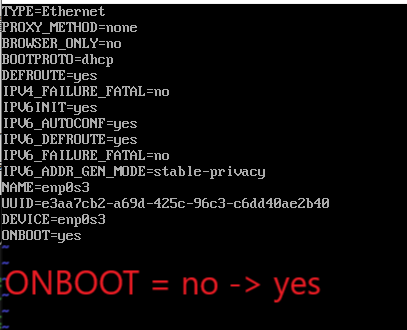 TYPE=Ethernet
PROXY_METHOD=none
BROWSER_ONLY=no
BOOTPROTO=dhcp
DEFROUTE=yes
IPV4_FAILURE_FATAL=no
IPV6INIT=yes
IPV6_AUTOCONF=yes
IPV6_DEFROUTE=yes
IPV6_FAILURE_FATAL=no
IPV6_ADDR_GEN_MODE=stable-privacy
NAME=enp0s3
UUID=e3aa7cb2-a69d-425c-96c3-c6dd40ae2b40
DEVICE=enp0s3
ONBOOT=yes
~
ONBOOT = no -> yes
~